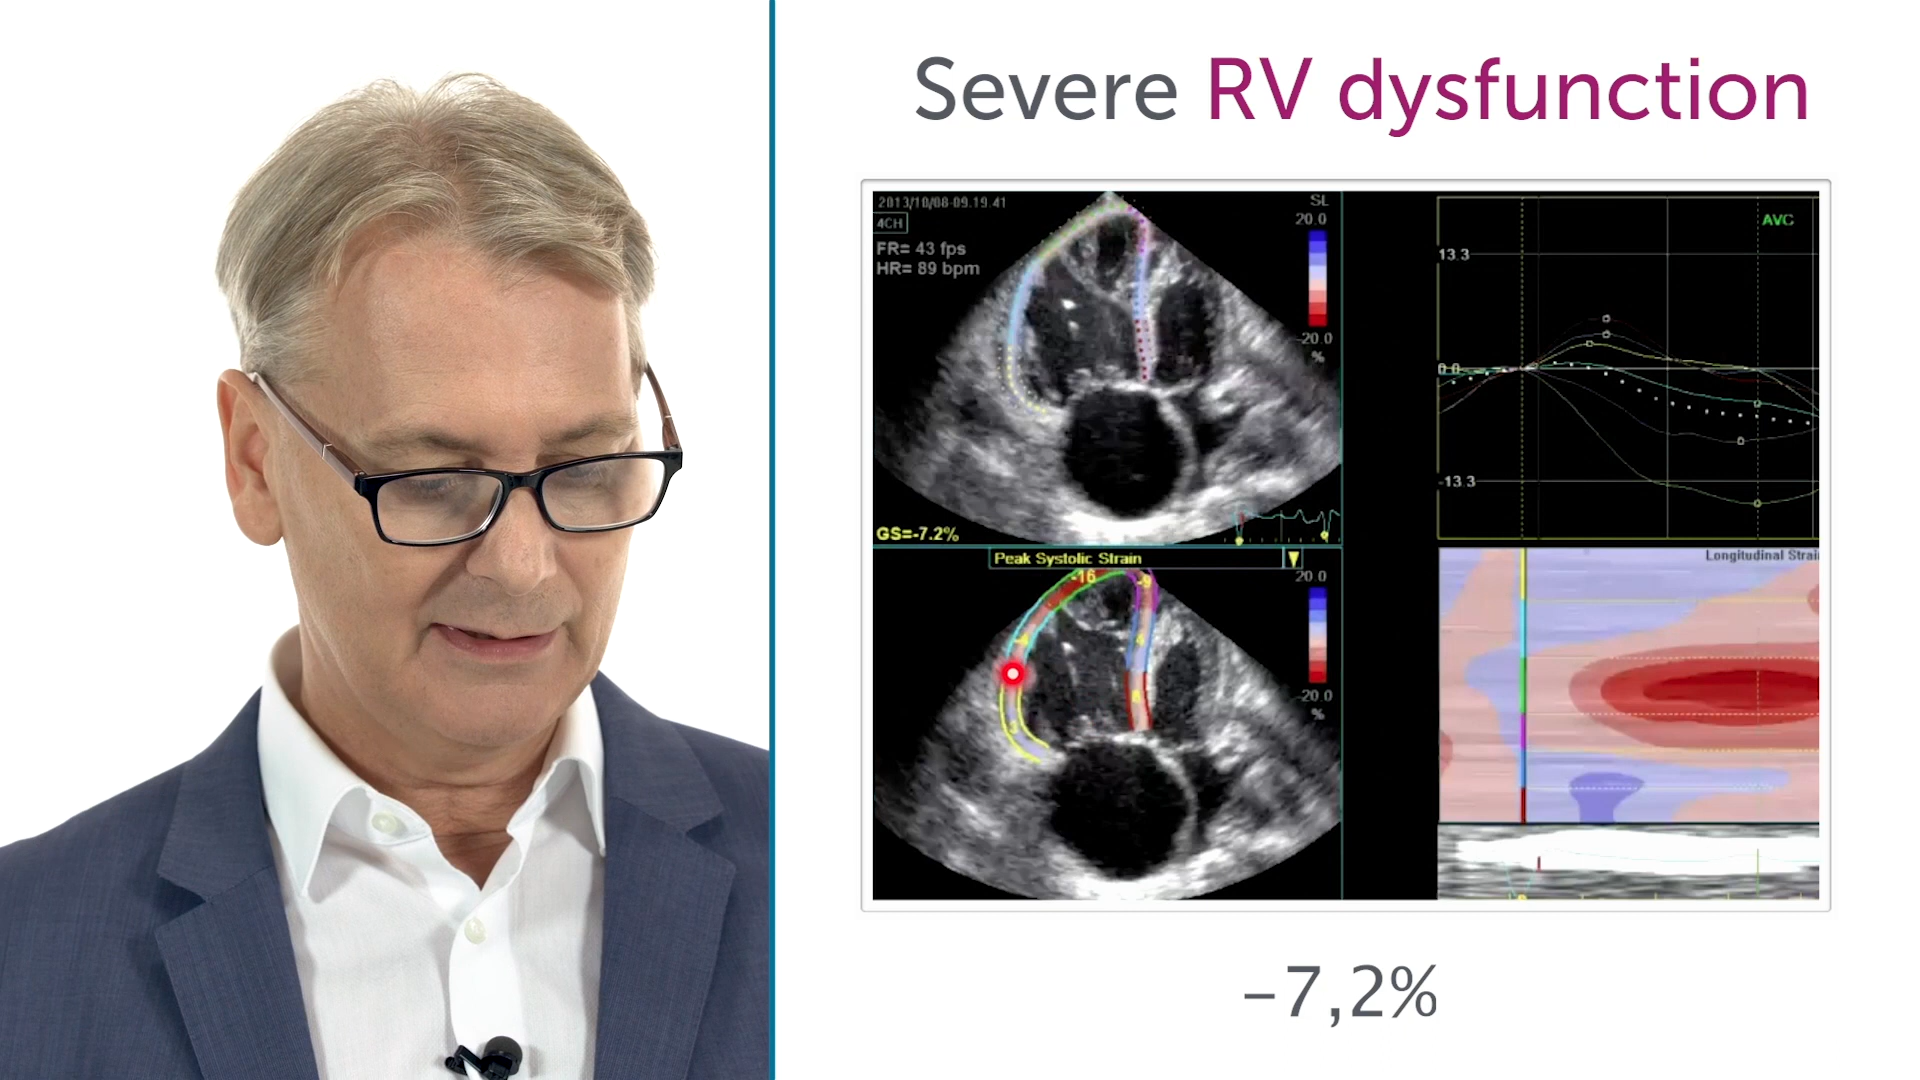 Severe RV dysfunction
2013/10/08-09.19.41
4CH
FR= 43 fps
HR= 89 bpm
SL
20.0
-20.0
%
GS=-7.2%
AVC
13.3
0.0
-13.3
Peak Systolic Strain
20.0
-20.0
%
-16
Longitudinal Strai
-7,2%